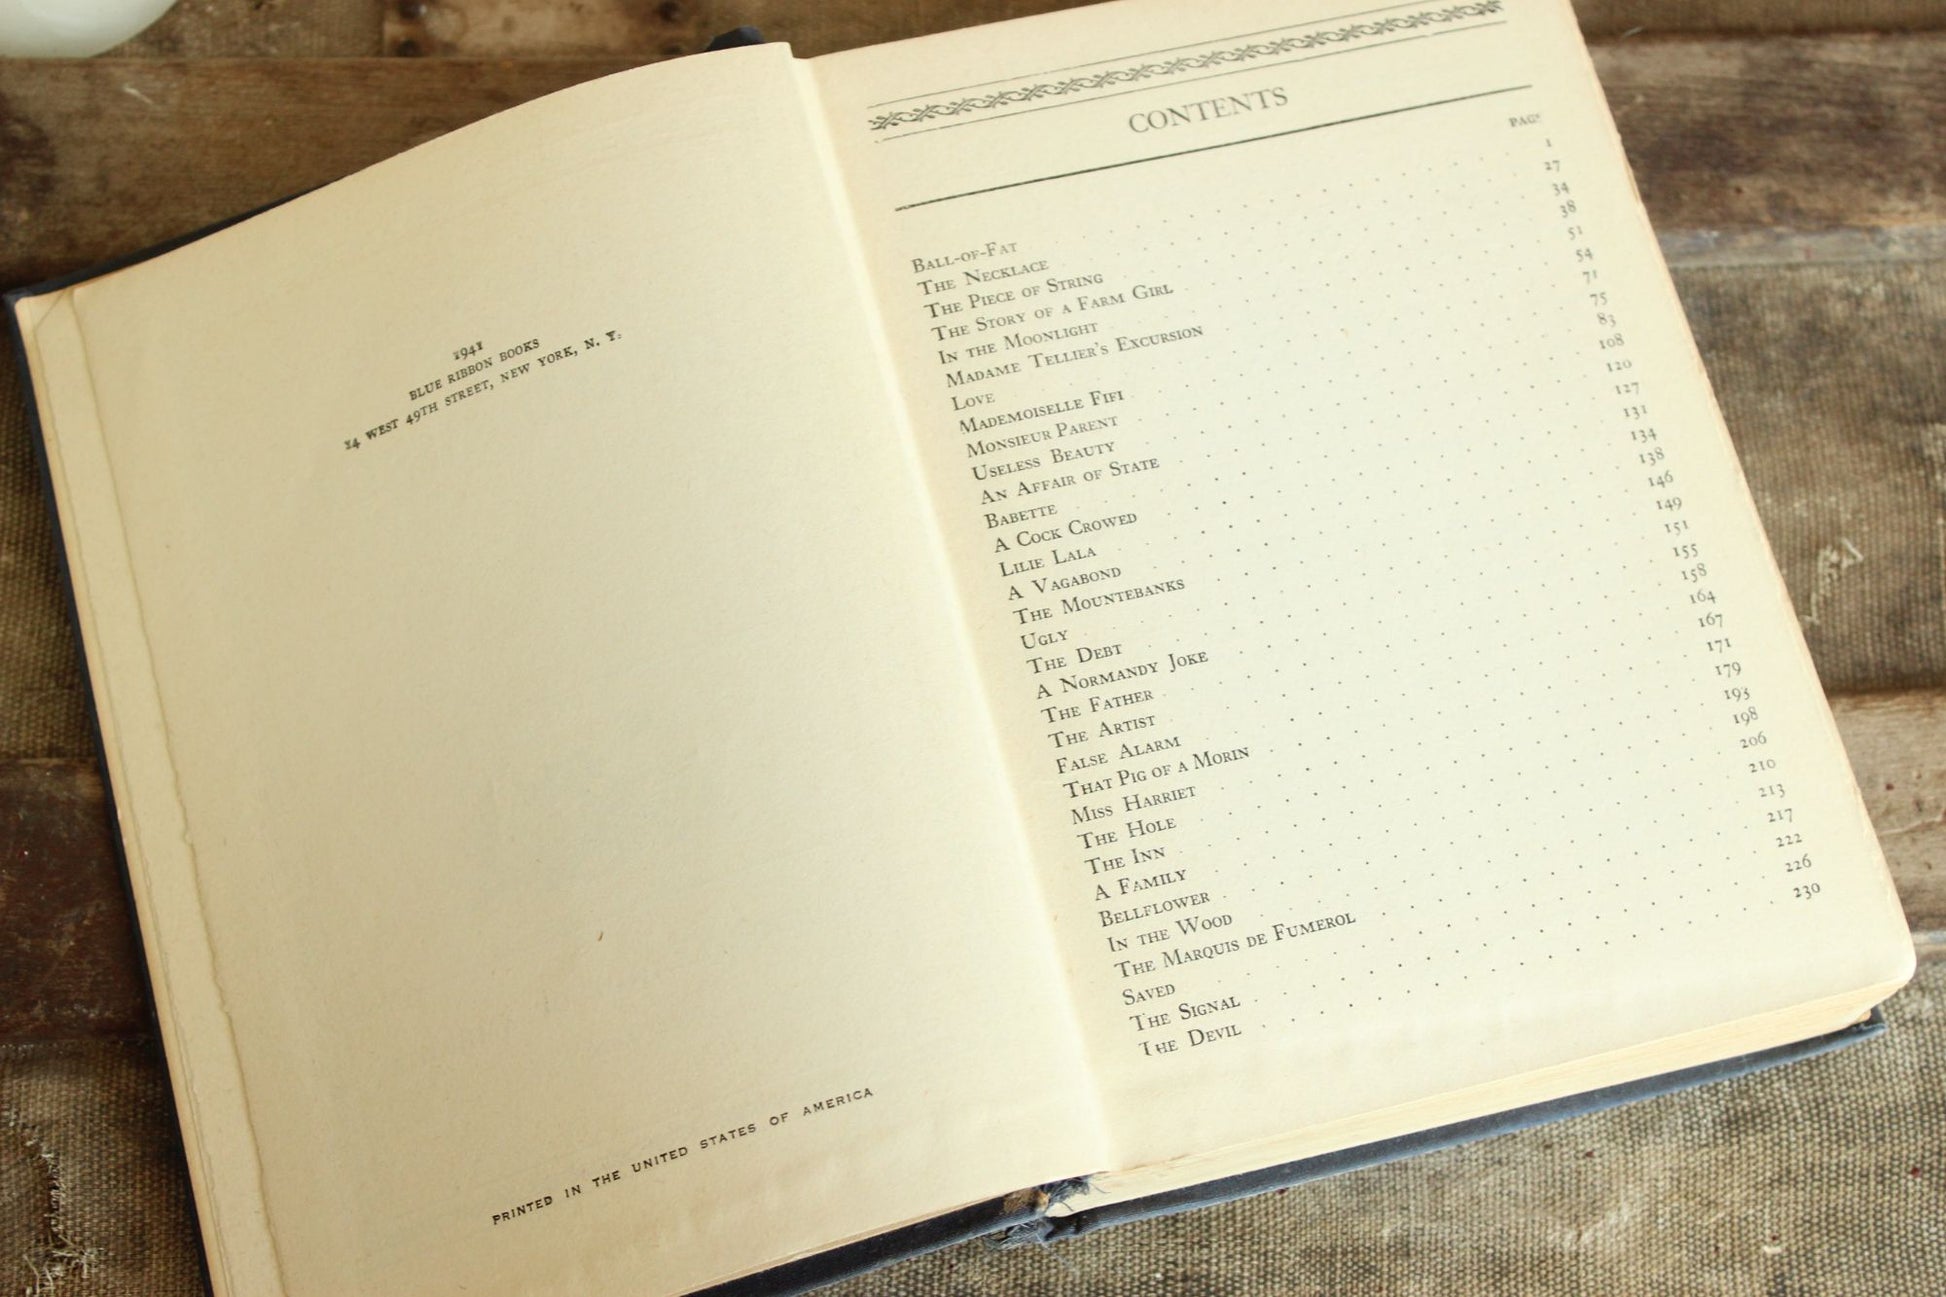 1941
BLUE RIBBON BOOKS
14 WEST 49TH STREET, NEW YORK, N. Y.
PRINTED IN THE UNITED STATES OF AMERICA
CONTENTS
PAGE
BALL-OF-FAT 1
THE NECKLACE 27
THE PIECE OF STRING 34
THE STORY OF A FARM GIRL 38
IN THE MOONLIGHT 51
MADAME TELLIER'S EXCURSION 54
LOVE 71
MADEMOISELLE FIFI 75
MONSIEUR PARENT 83
USELESS BEAUTY 108
AN AFFAIR OF STATE 120
BABETTE 127
A COCK CROWED 131
LILIE LALA 134
A VAGABOND 138
THE MOUNTEBANKS 146
UGLY 149
THE DEBT 151
A NORMANDY JOKE 155
THE FATHER 158
THE ARTIST 164
FALSE ALARM 167
THAT PIG OF A MORIN 171
MISS HARRIET 179
THE HOLE 193
THE INN 198
A FAMILY 206
BELLFLOWER 210
IN THE WOOD 213
THE MARQUIS DE FUMEROL 217
SAVED 222
THE SIGNAL 226
THE DEVIL 230